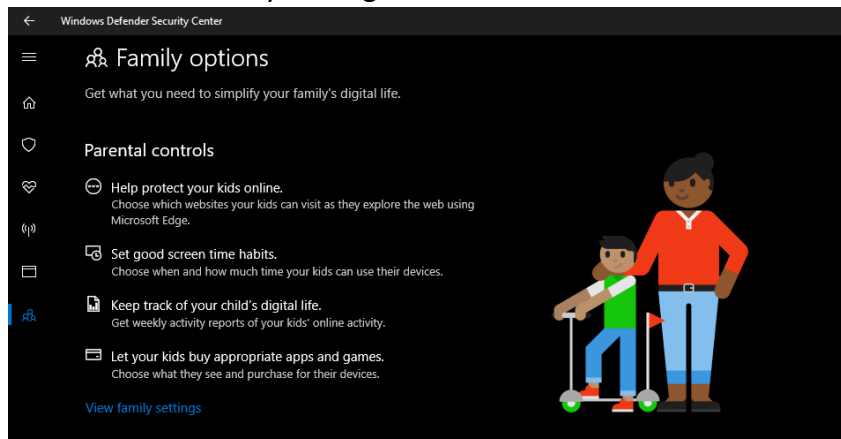 Windows Defender Security Center
Family options
Get what you need to simplify your family's digital life.
Parental controls
Help protect your kids online.
Choose which websites your kids can visit as they explore the web using
Microsoft Edge.
Set good screen time habits.
Choose when and how much time your kids can use their devices.
Keep track of your child's digital life.
Get weekly activity reports of your kids' online activity.
Let your kids buy appropriate apps and games.
Choose what they see and purchase for their devices.
View family settings